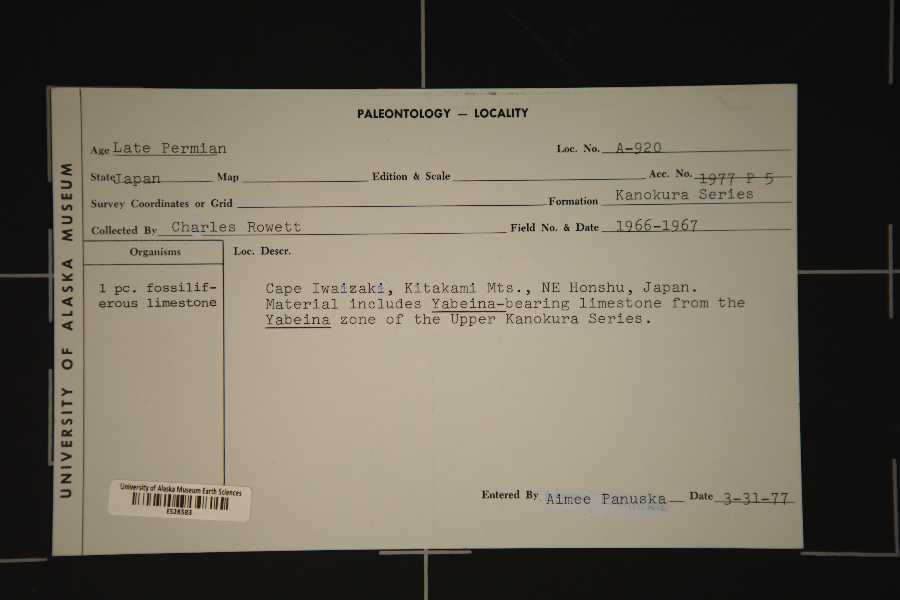 PALEONTOLOGY — LOCALITY
Age Late Permian Loc. No. A-920
State Japan Map Edition & Scale Acc. No. 1977 P 5
Survey Coordinates or Grid Formation Kanokura Series
Collected By Charles Rowett Field No. & Date 1966-1967
Organisms Loc. Descr.
1 pc. fossilif-
erous limestone
Cape Iwaizaki, Kitakami Mts., NE Honshu, Japan.
Material includes Yabeina-bearing limestone from the
Yabeina zone of the Upper Kanokura Series.
Entered By Aimee Panuska Date 3-31-77
University of Alaska Museum Earth Sciences
ES26583
UNIVERSITY OF ALASKA MUSEUM